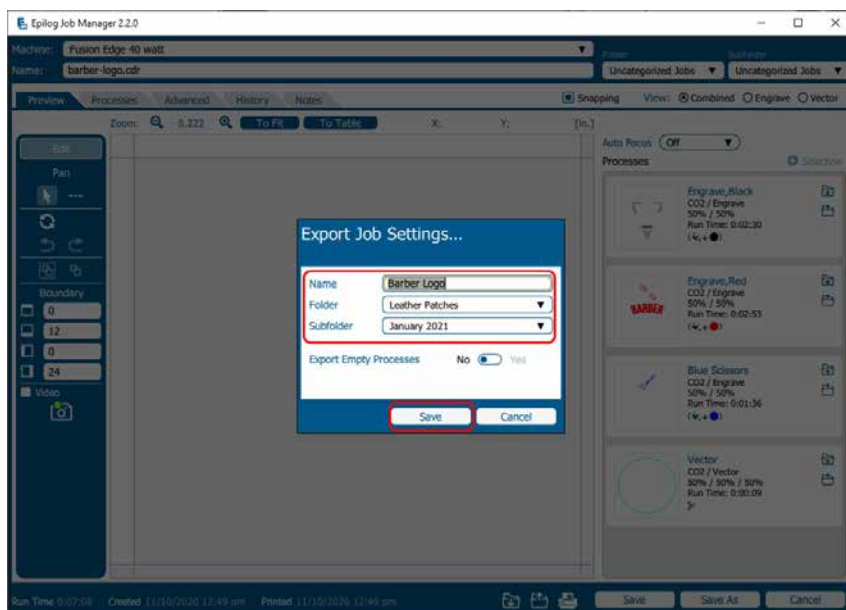 Epilog Job Manager 2.2.0
Machine: Fusion Edge 40 watt
Name: barber-logo.cdr
Folder Subfolder
Uncategorized Jobs Uncategorized Jobs
Preview Processes Advanced History Notes
Snapping View: Combined Engrave Vector
Zoom: 0.222 To Fit To Table X: Y: [in.]
Edit
Pan
Boundary
0
12
0
24
Video
Auto Focus Off
Processes Selection
Engrave,Black
CO2 / Engrave
50% / 50%
Run Time: 0:02:30
Engrave,Red
CO2 / Engrave
50% / 50%
Run Time: 0:02:53
BARBER
Blue Scissors
CO2 / Engrave
50% / 50%
Run Time: 0:01:36
Vector
CO2 / Vector
50% / 50% / 50%
Run Time: 0:00:09
Export Job Settings...
Name Barber Logo
Folder Leather Patches
Subfolder January 2021
Export Empty Processes No Yes
Save Cancel
Run Time 0:07:08 Created 11/10/2020 12:49 pm Printed 11/10/2020 12:49 pm
Save Save As Cancel